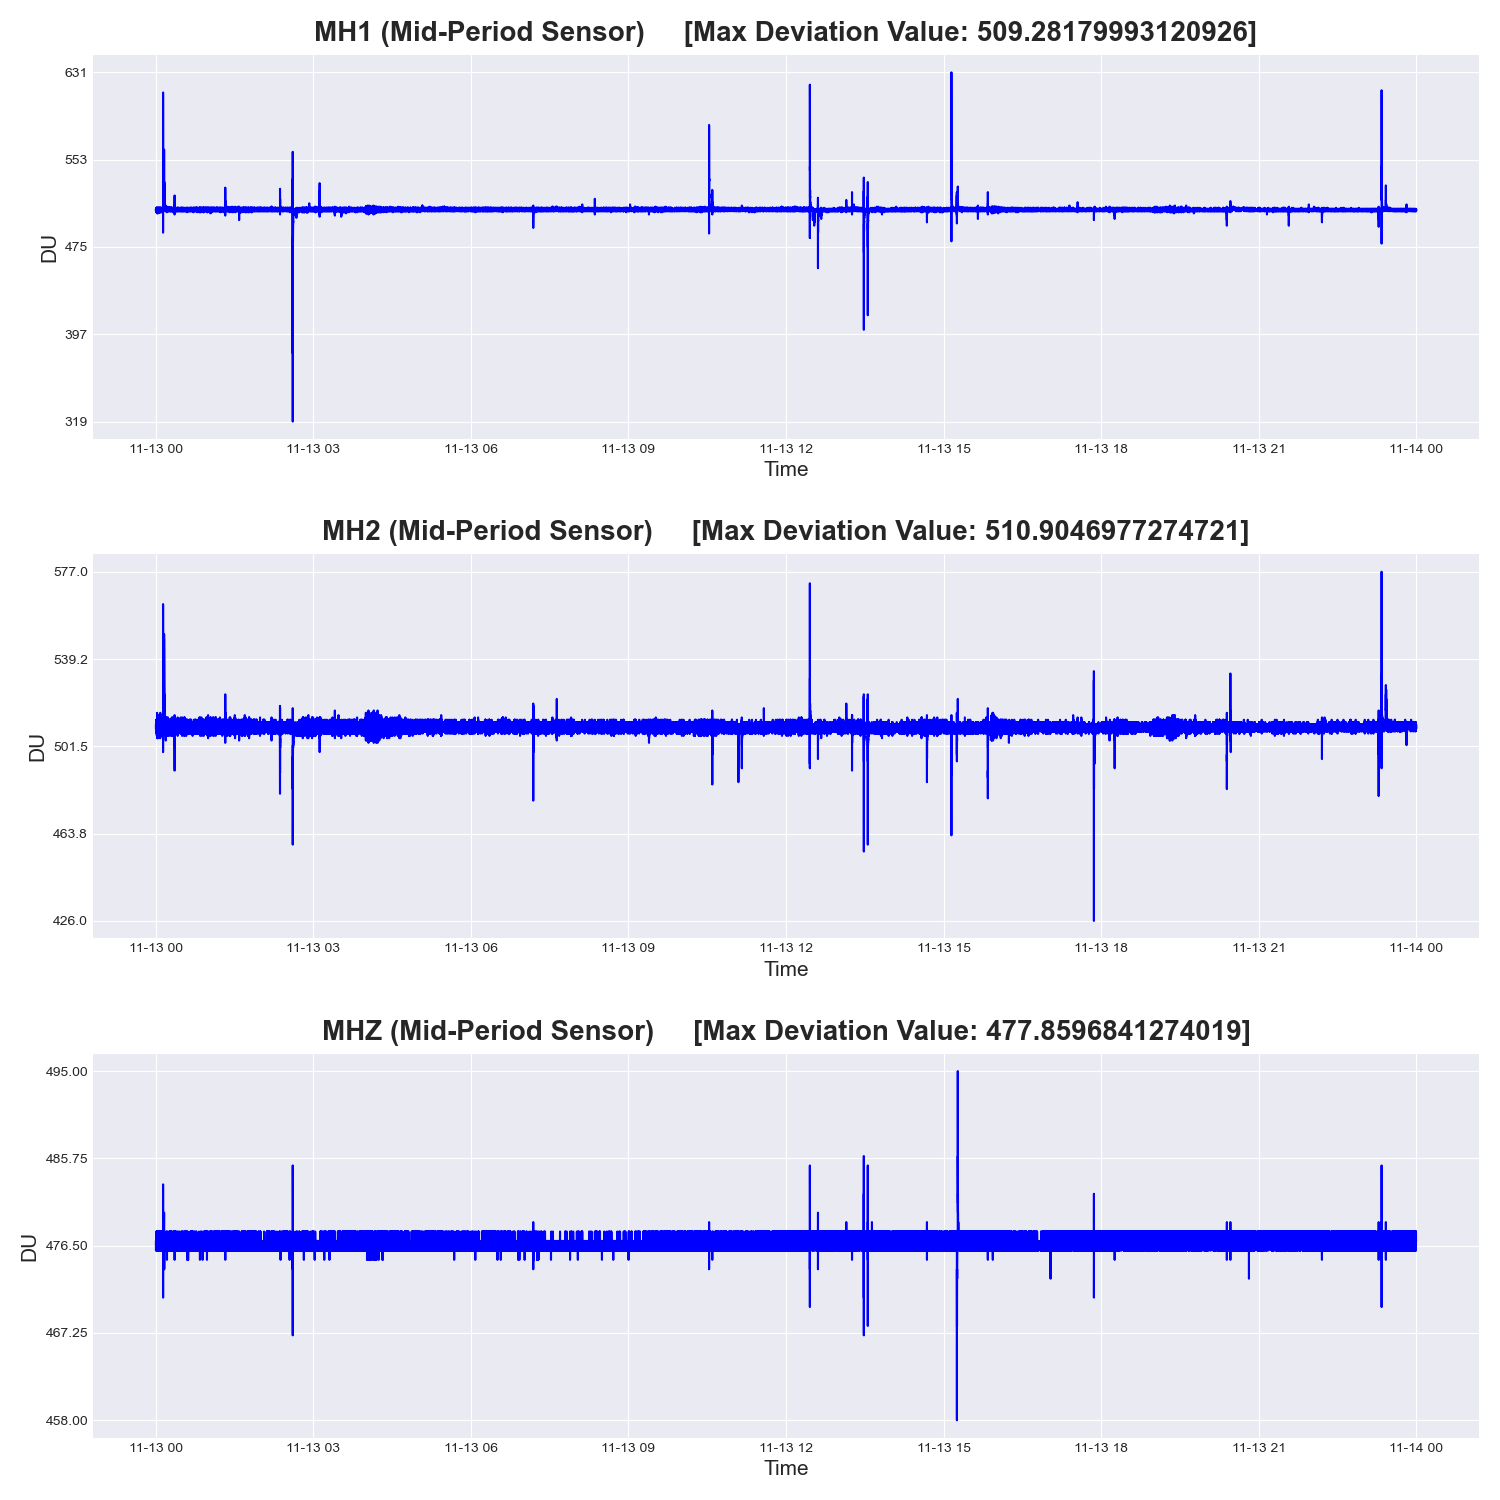 MH1 (Mid-Period Sensor) [Max Deviation Value: 509.28179993120926]
631
553
475
397
319
DU
11-13 00 11-13 03 11-13 06 11-13 09 11-13 12 11-13 15 11-13 18 11-13 21 11-14 00
Time
MH2 (Mid-Period Sensor) [Max Deviation Value: 510.9046977274721]
577.0
539.2
501.5
463.8
426.0
DU
11-13 00 11-13 03 11-13 06 11-13 09 11-13 12 11-13 15 11-13 18 11-13 21 11-14 00
Time
MHZ (Mid-Period Sensor) [Max Deviation Value: 477.8596841274019]
495.00
485.75
476.50
467.25
458.00
DU
11-13 00 11-13 03 11-13 06 11-13 09 11-13 12 11-13 15 11-13 18 11-13 21 11-14 00
Time